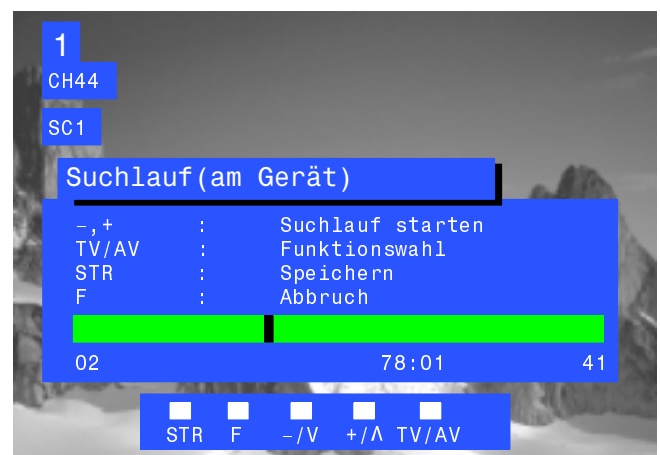 1
CH44
SC1
Suchlauf(am Gerät)
–,+ : Suchlauf starten
TV/AV : Funktionswahl
STR : Speichern
F : Abbruch
02 78:01 41
STR F –/V +/Λ TV/AV